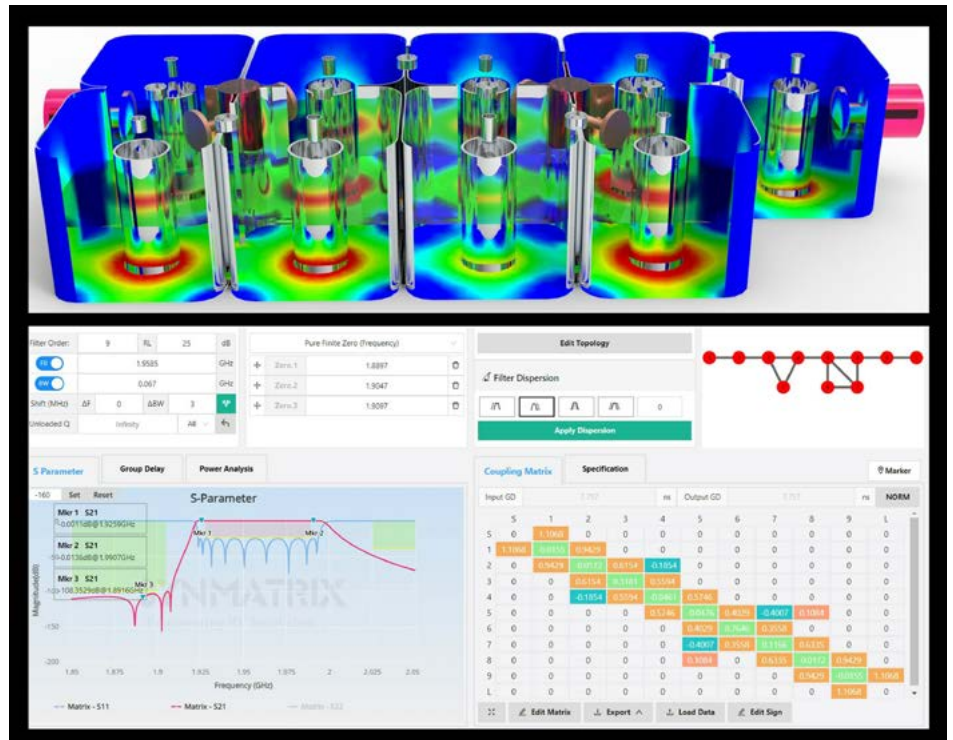 Filter Order: 9 RL 25 dB
1.9585 GHz
BW 0.067 GHz
Shift (MHz) ΔF 0 ΔBW 3
Unloaded Q Infinity All
Pure Finite Zero (Frequency)
Zero.1 1.8897
Zero.2 1.9047
Zero.3 1.9097
Edit Topology
Filter Dispersion
0
Apply Dispersion
S Parameter Group Delay Power Analysis
-160 Set Reset
S-Parameter
Mkr 1 S21
-0.0011dB@1.9259GHz
Mkr 2 S21
-0.0136dB@1.9907GHz
Mkr 3 S21
-108.3529dB@1.8916GHz
Mkr 1 Mkr 2
Mkr 3
Magnitude(dB)
-150
-200
1.85 1.875 1.9 1.925 1.95 1.975 2 2.025 2.05
Frequency (GHz)
Matrix - S11 Matrix - S21 Matrix - S22
Coupling Matrix Specification Marker
Input GD ns Output GD ns NORM
S 1 2 3 4 5 6 7 8 9 L
S 0 1.1068 0 0 0 0 0 0 0 0 0
1 1.1068 0.9429 0 0 0 0 0 0 0 0
2 0 0.9429 0.6154 -0.1854 0 0 0 0 0
3 0 0 0.6154 0.5594 0 0 0 0 0
4 0 0 -0.1854 0.5594 0.5746 0 0 0 0
5 0 0 0 0 0.5746 0.4029 -0.4007 0.3084 0
6 0 0 0 0 0 0.4029 0.7646 0.3558 0 0
7 0 0 0 0 0 -0.4007 0.3558 0.6335 0
8 0 0 0 0 0 0.3084 0 0.6335 0.9429 0
9 0 0 0 0 0 0 0 0 0.9429 1.1068
L 0 0 0 0 0 0 0 0 0 1.1068 0
Edit Matrix Export Load Data Edit Sign